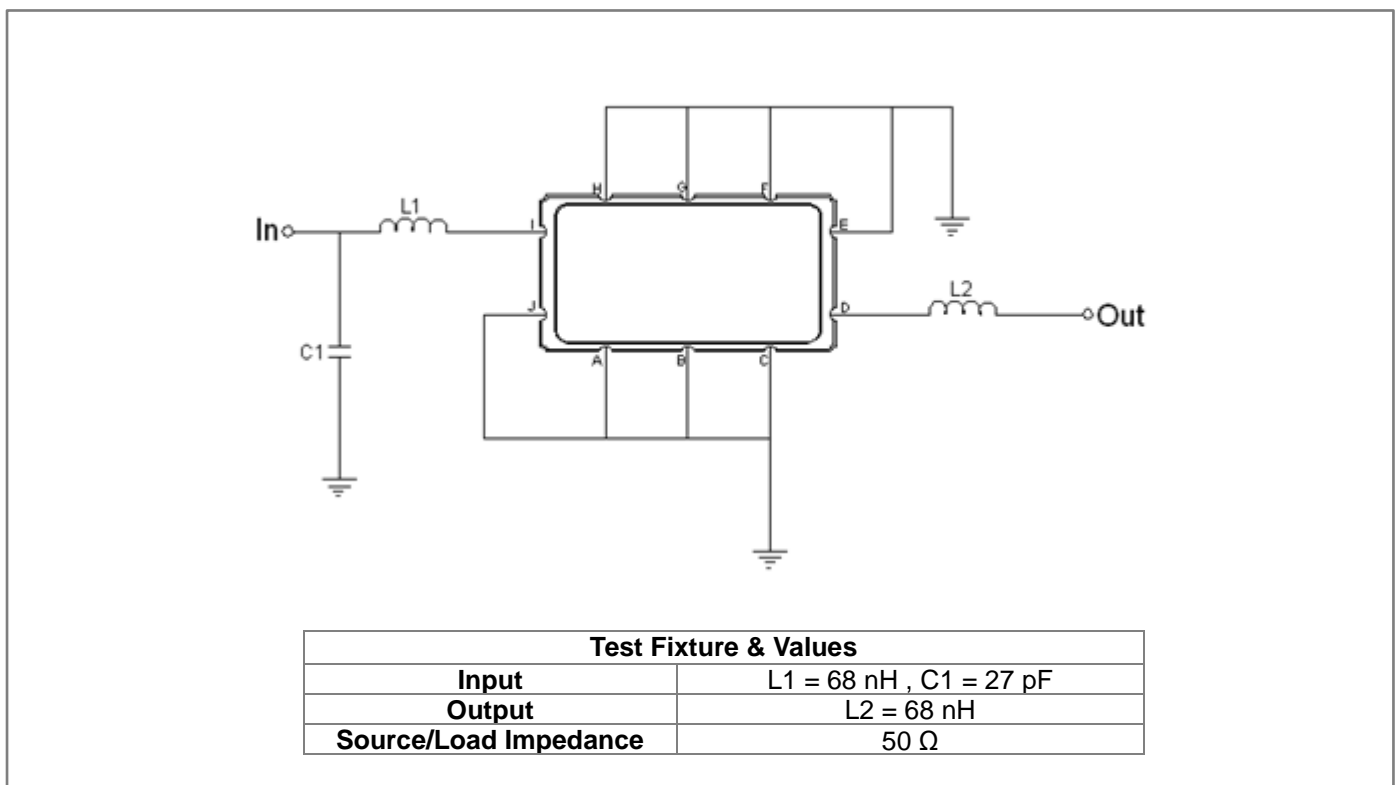 H G F
In L1 I E
J D L2 Out
C1
A B C
Test Fixture & Values
Input L1 = 68 nH , C1 = 27 pF
Output L2 = 68 nH
Source/Load Impedance 50 Ω